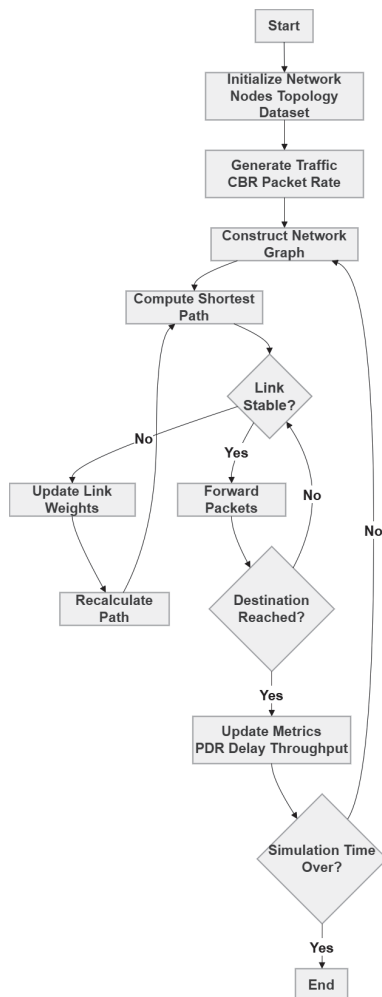 Start
Initialize Network
Nodes Topology
Dataset
Generate Traffic
CBR Packet Rate
Construct Network
Graph
Compute Shortest
Path
Link
Stable?
No
Yes
Update Link
Weights
Forward
Packets
No
No
Recalculate
Path
Destination
Reached?
Yes
Update Metrics
PDR Delay Throughput
Simulation Time
Over?
Yes
End